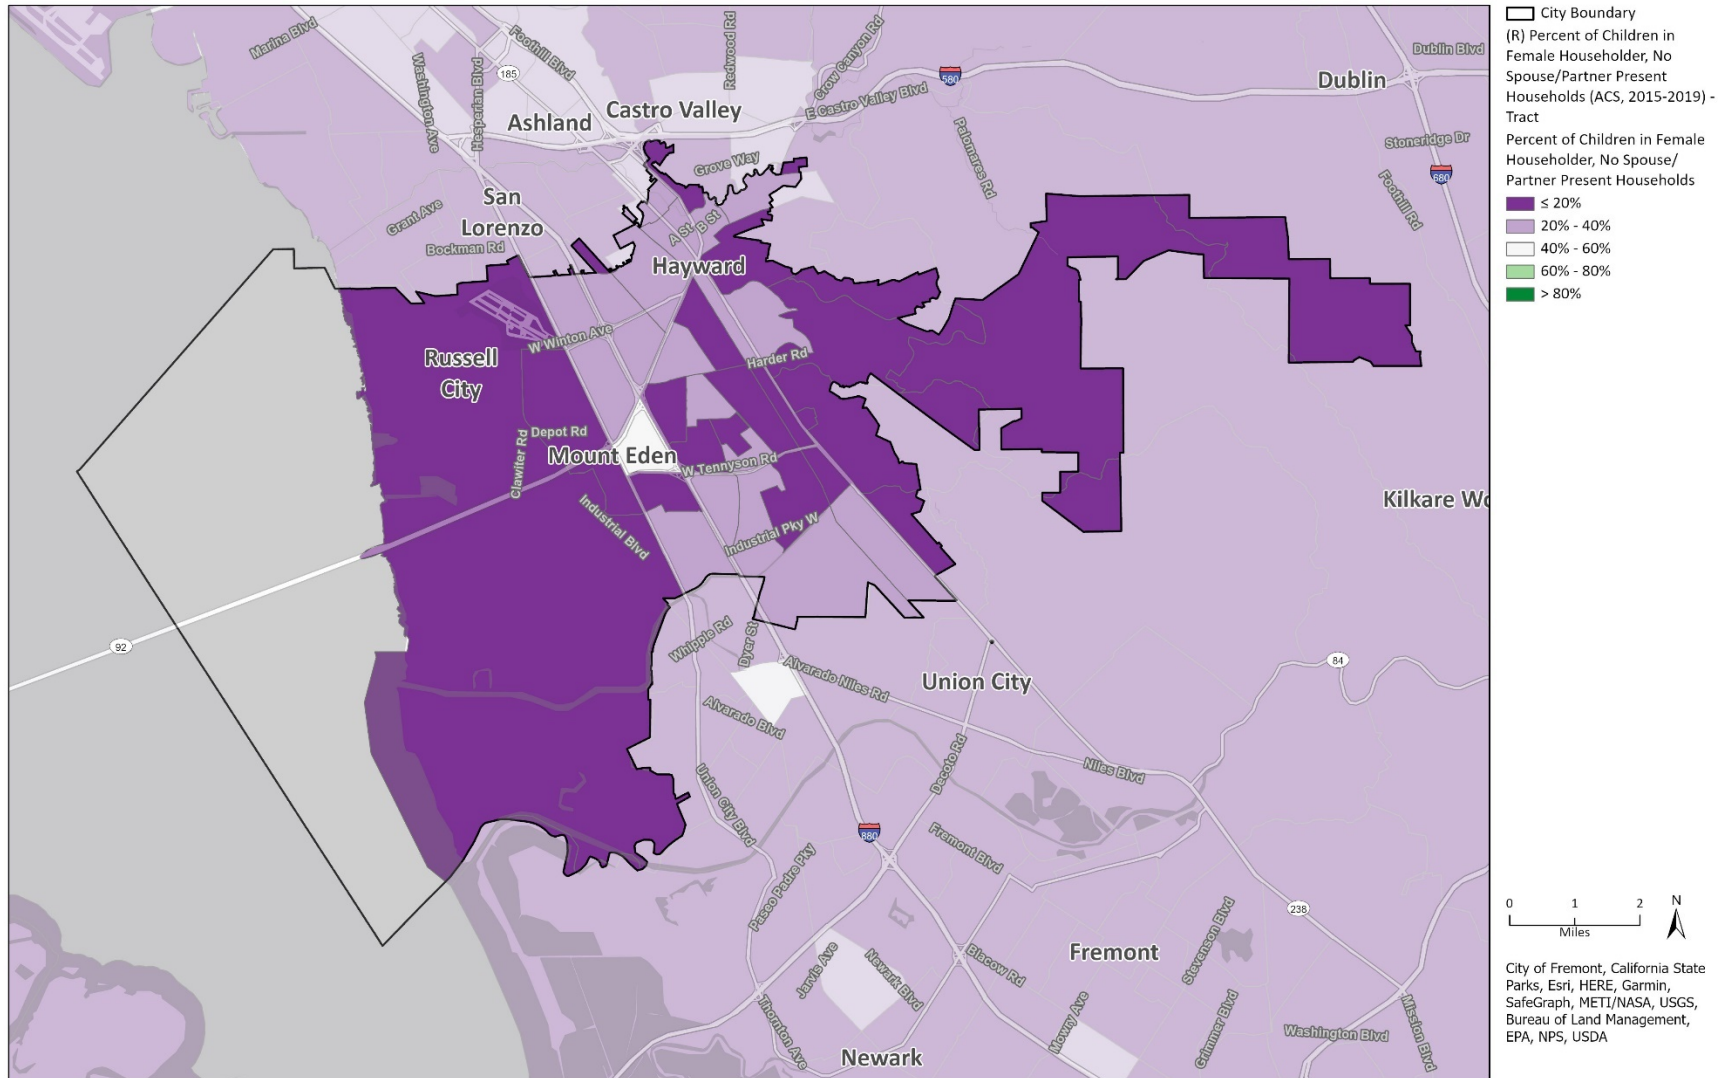 Marina Blvd
Washington Ave
Hesperian Blvd
185
Foothill Blvd
Redwood Rd
Crow Canyon Rd
E Castro Valley Blvd
580
Dublin
Dublin Blvd
Stoneridge Dr
680
Foothill Rd
Castro Valley
Ashland
Grove Way
Palomares Rd
San
Lorenzo
Grant Ave
Bockman Rd
A St
B St
Hayward
W Winton Ave
Russell
City
Harder Rd
Depot Rd
Clawiter Rd
Mount Eden
W Tennyson Rd
Industrial Blvd
Industrial Pky W
Kilkare Wo
92
Whipple Rd
Dyer St
Alvarado Niles Rd
Union City
84
Alvarado Blvd
Decoto Rd
Niles Blvd
Union City Blvd
880
Fremont Blvd
Paseo Padre Pky
238
Stevenson Blvd
Fremont
Blacow Rd
Jarvis Ave
Newark Blvd
Thornton Ave
Newark
Mowry Ave
Grimmer Blvd
Washington Blvd
Mission Blvd
City Boundary
(R) Percent of Children in
Female Householder, No
Spouse/Partner Present
Households (ACS, 2015-2019) -
Tract
Percent of Children in Female
Householder, No Spouse/
Partner Present Households
≤ 20%
20% - 40%
40% - 60%
60% - 80%
> 80%
0 1 2
Miles
N
City of Fremont, California State
Parks, Esri, HERE, Garmin,
SafeGraph, METI/NASA, USGS,
Bureau of Land Management,
EPA, NPS, USDA